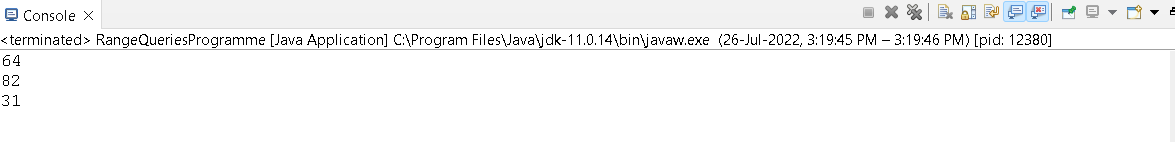 Console
<terminated> RangeQueriesProgramme [Java Application] C:\Program Files\Java\jdk-11.0.14\bin\javaw.exe (26-Jul-2022, 3:19:45 PM – 3:19:46 PM) [pid: 12380]
64
82
31